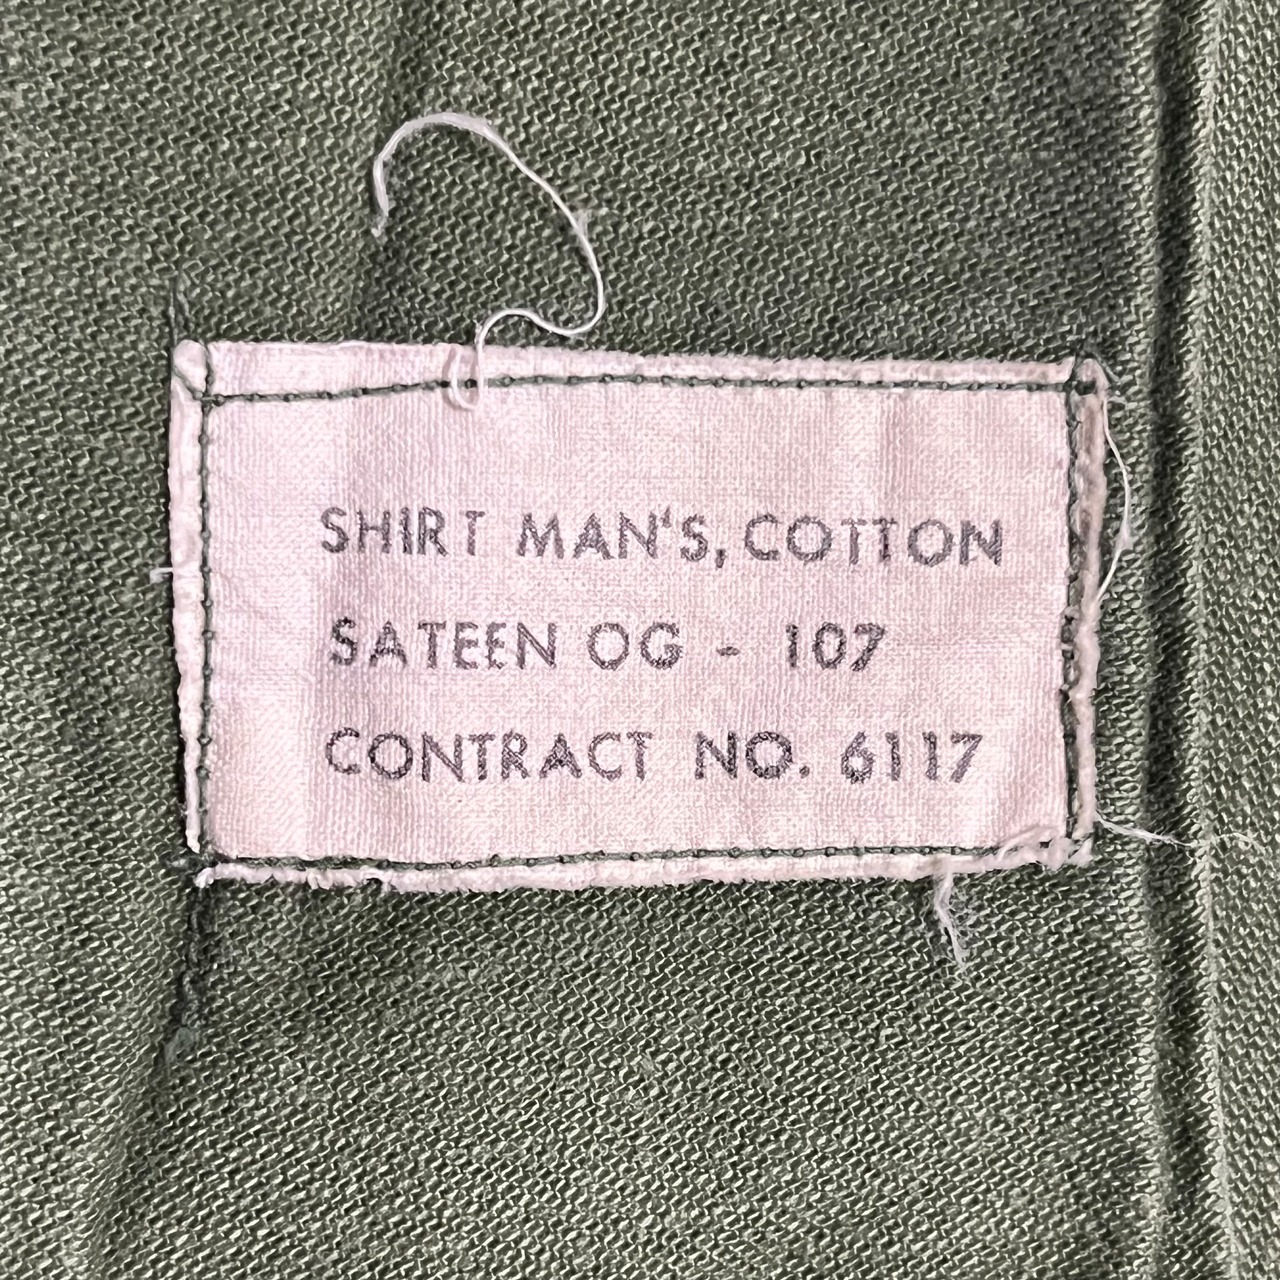 SHIRT MAN'S, COTTON
SATEEN OG - 107
CONTRACT NO. 6117